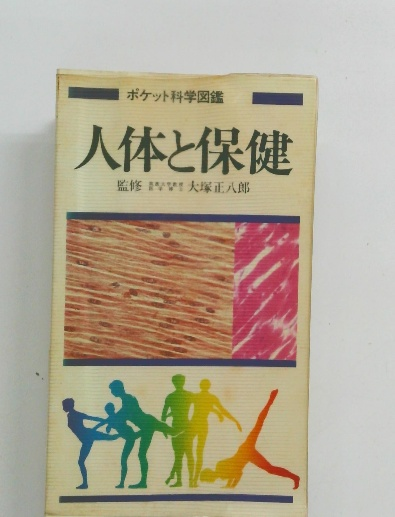 ポケット科学図鑑
人体と保健
監修 大塚正八郎